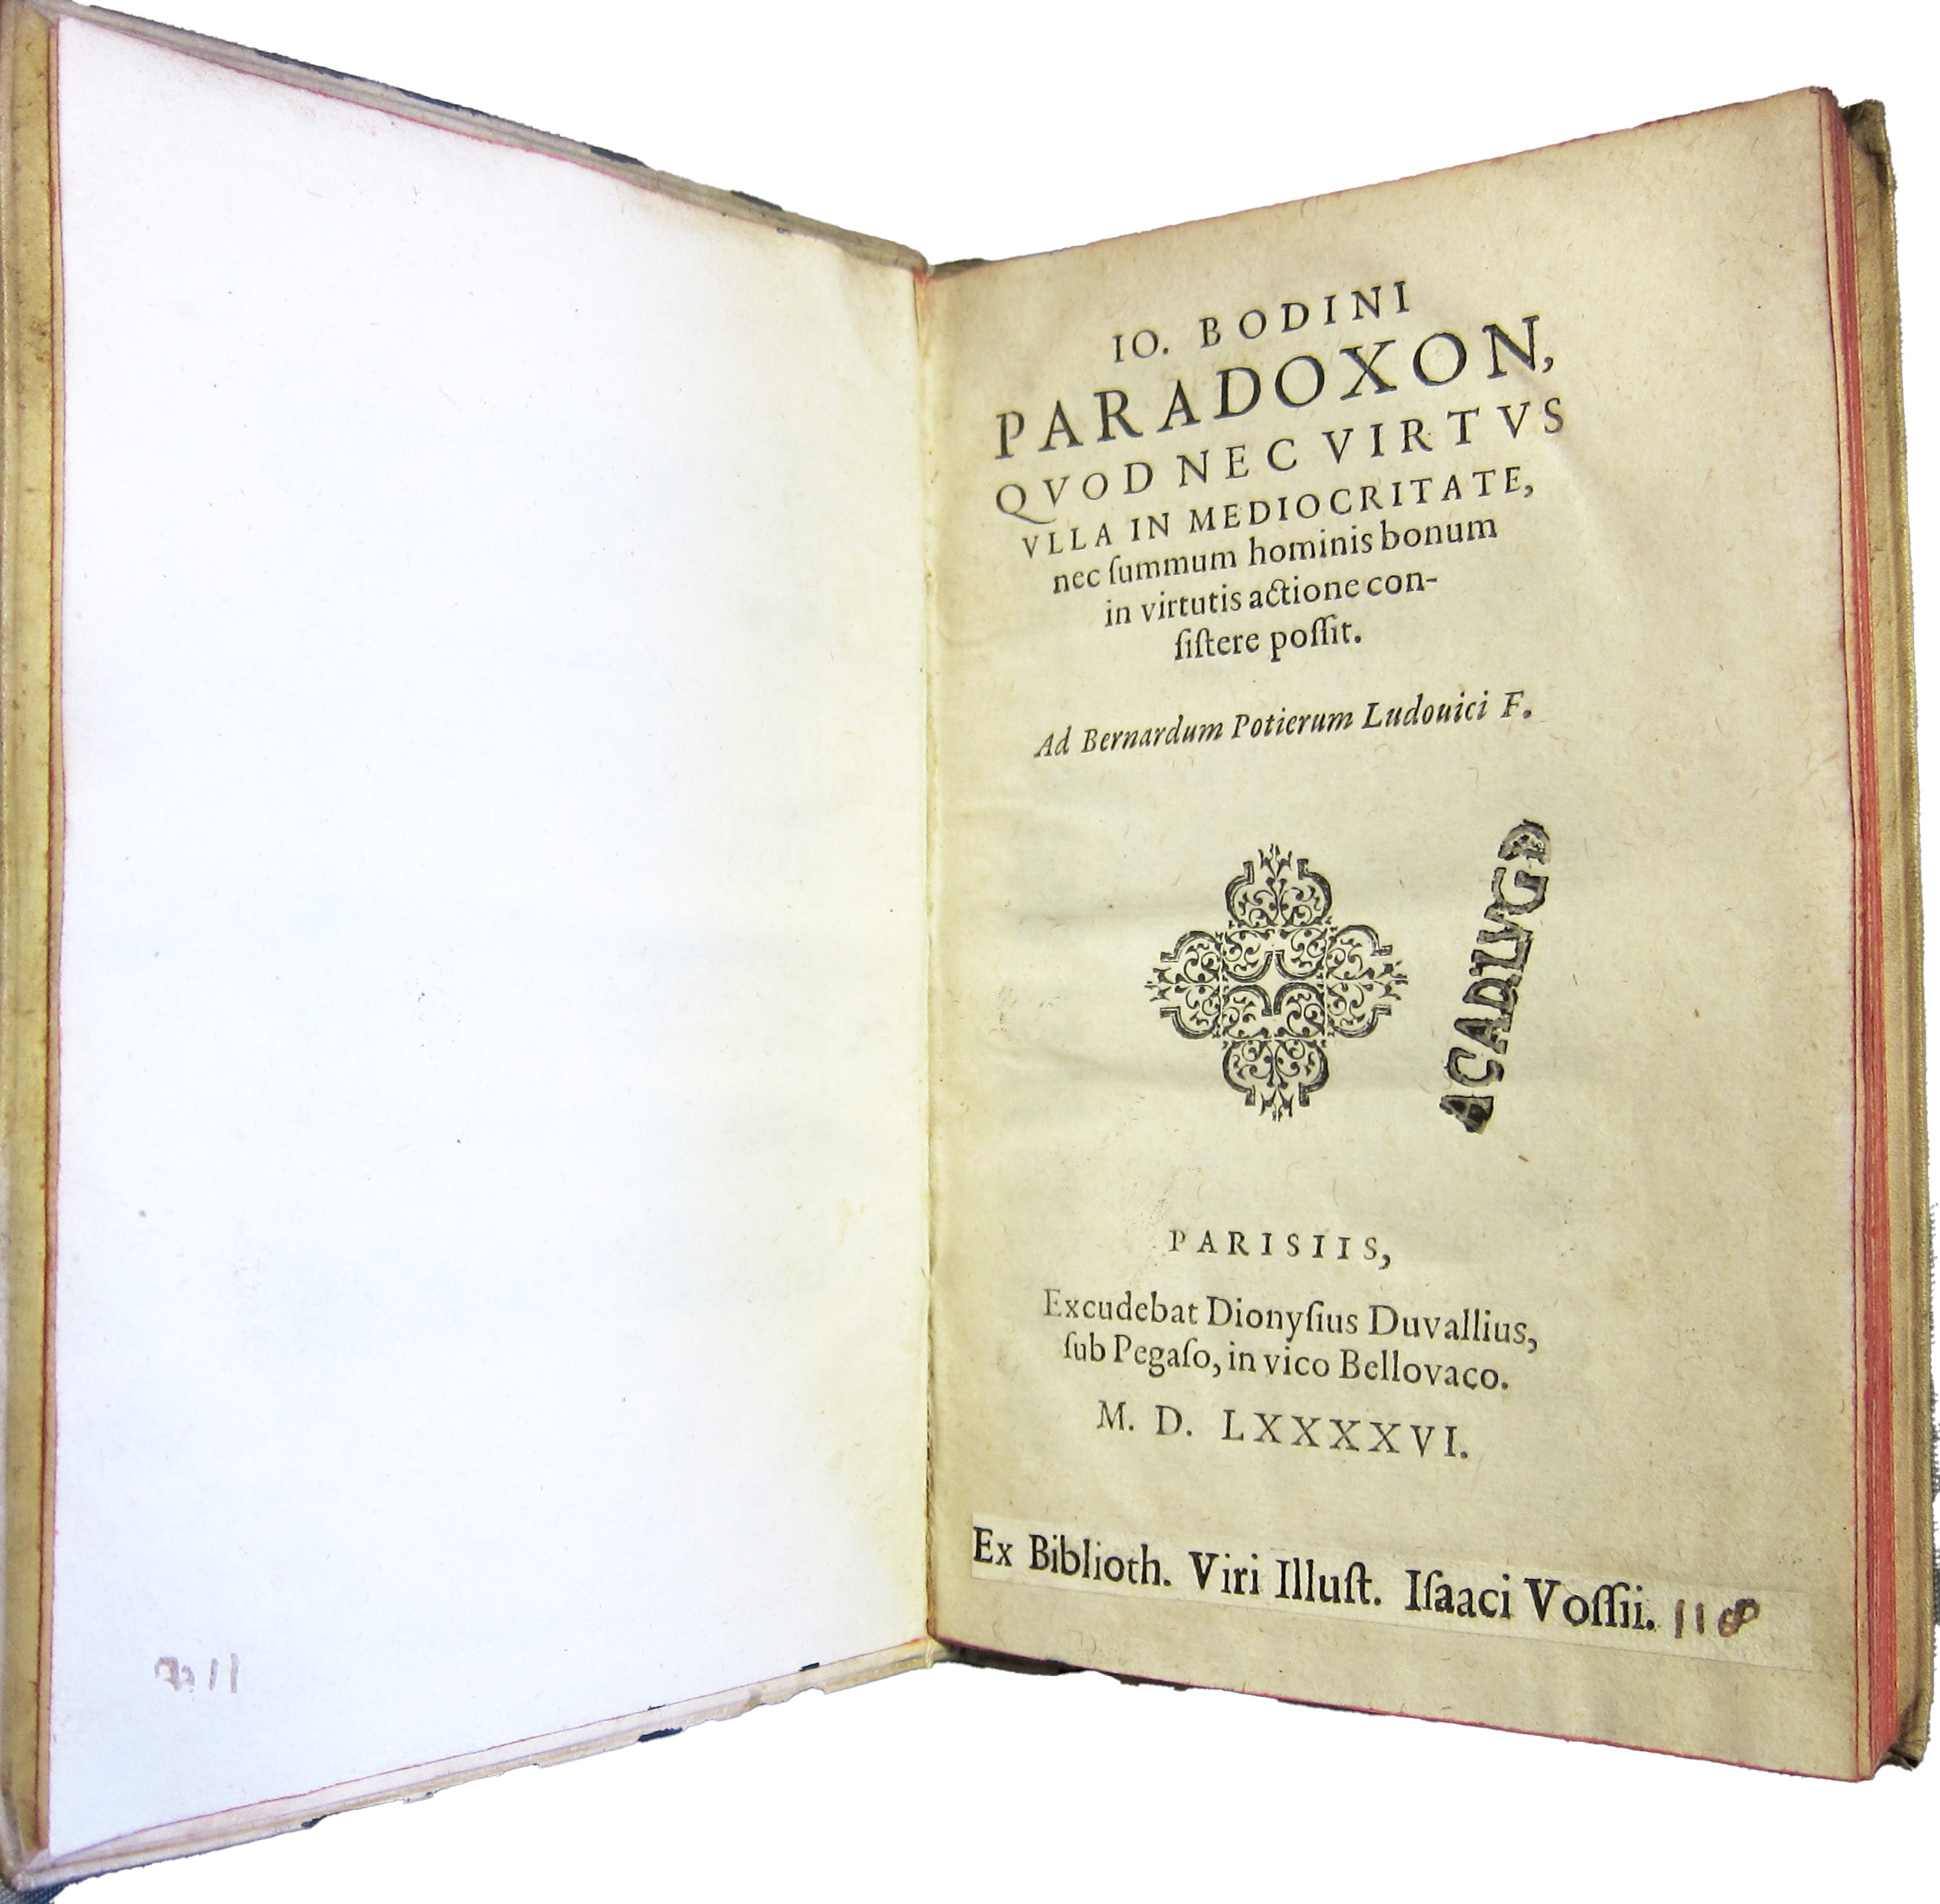 IO. BODINI
PARADOXON,
QVOD NEC VIRTVS
VLLA IN MEDIOCRITATE,
nec ſummum hominis bonum
in virtutis actione con-
ſiſtere poſſit.
Ad Bernardum Potierum Ludouici F.
ACADLVGD
PARISIIS,
Excudebat Dionyſius Duvallius,
ſub Pegaſo, in vico Bellovaco.
M. D. LXXXXVI.
Ex Biblioth. Viri Illuſt. Iſaaci Voſſii. 118